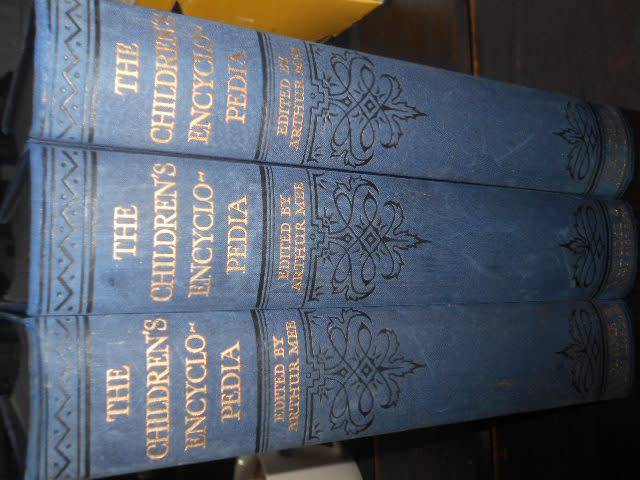 THE
CHILDREN'S
ENCYCLO-
PEDIA
EDITED BY
ARTHUR MEE
THE
CHILDREN'S
ENCYCLO-
PEDIA
EDITED BY
ARTHUR MEE
THE
CHILDREN'S
ENCYCLO-
PEDIA
EDITED BY
ARTHUR MEE